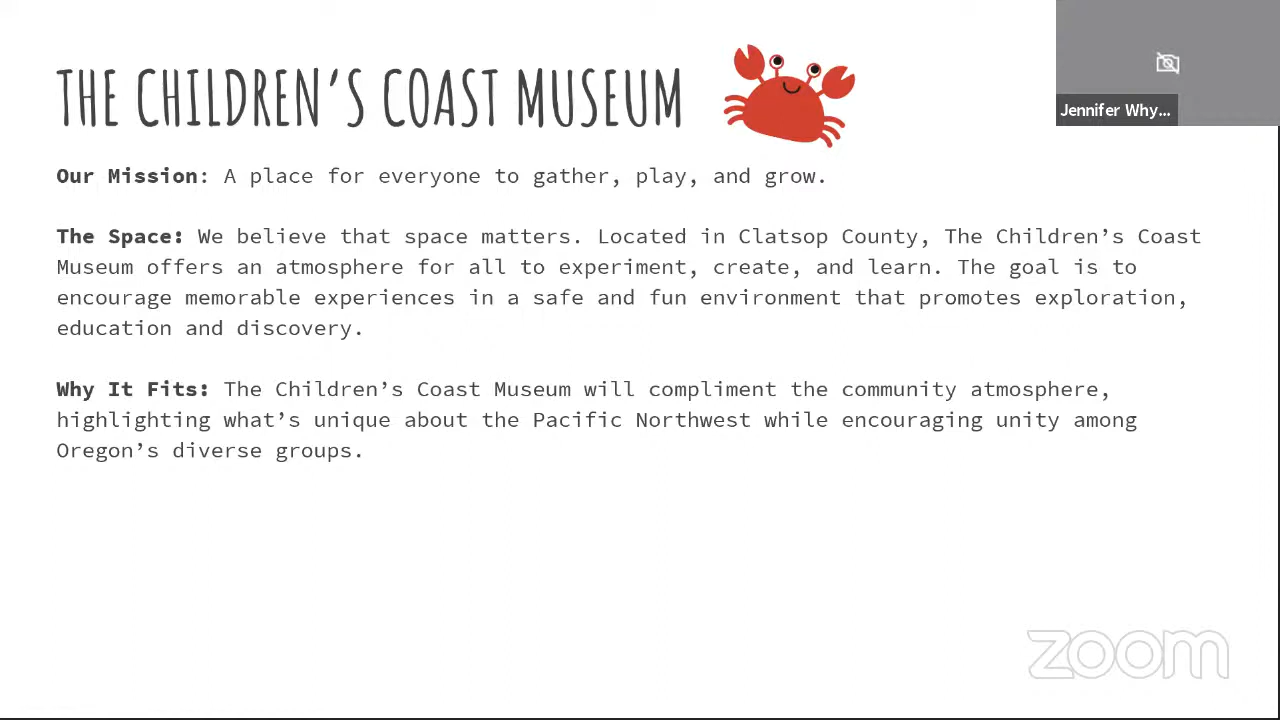 THE CHILDREN'S COAST MUSEUM
Jennifer Why...
Our Mission: A place for everyone to gather, play, and grow.
The Space: We believe that space matters. Located in Clatsop County, The Children's Coast
Museum offers an atmosphere for all to experiment, create, and learn. The goal is to
encourage memorable experiences in a safe and fun environment that promotes exploration,
education and discovery.
Why It Fits: The Children's Coast Museum will compliment the community atmosphere,
highlighting what's unique about the Pacific Northwest while encouraging unity among
Oregon's diverse groups.
zoom